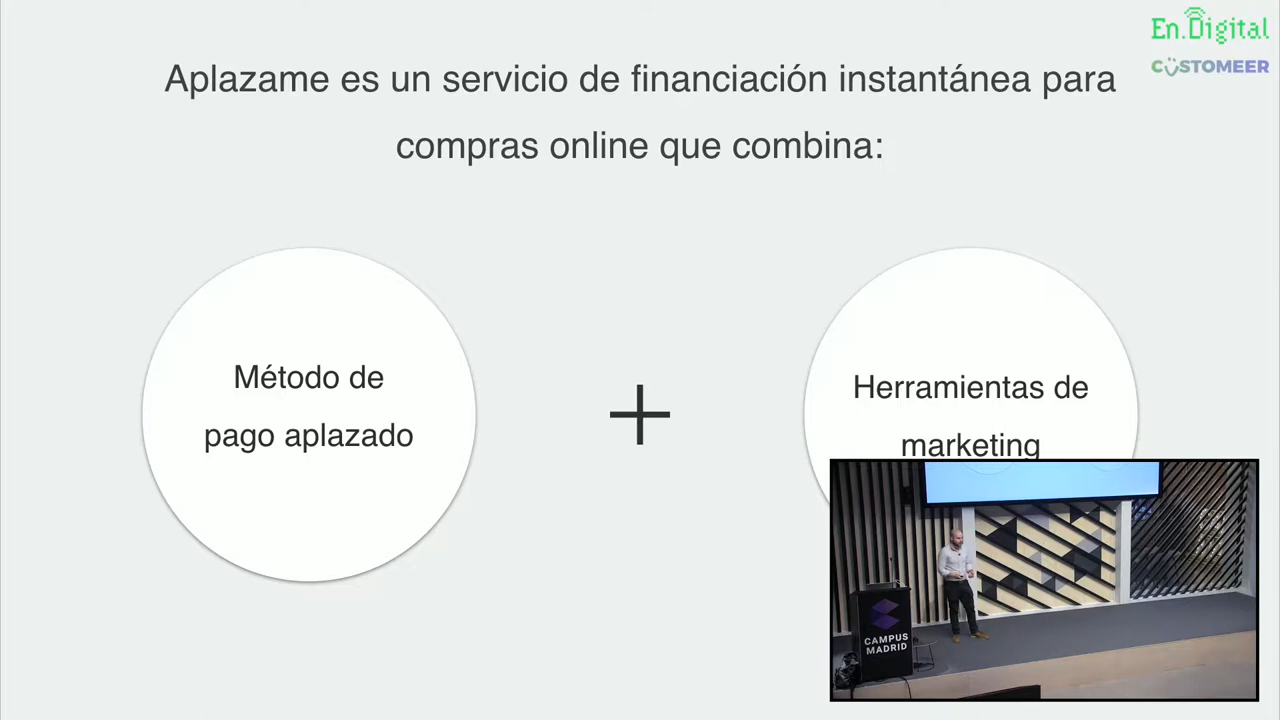 En.Digital
CUSTOMEER
Aplazame es un servicio de financiación instantánea para
compras online que combina:
Método de
pago aplazado
+
Herramientas de
marketing
CAMPUS
MADRID